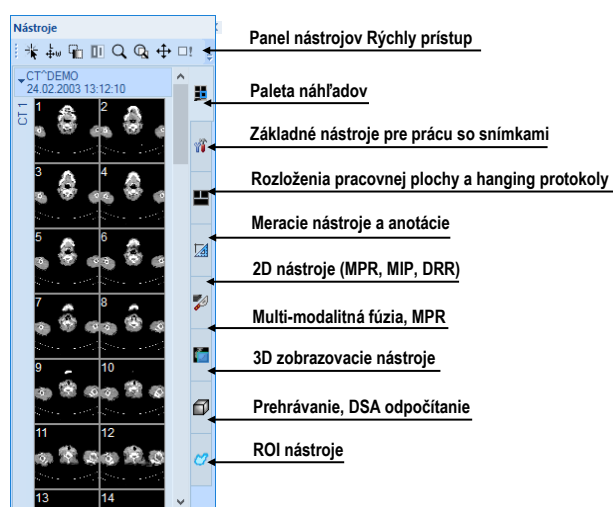 Nástroje
Panel nástrojov Rýchly prístup
CT^DEMO
24.02.2003 13:12:10
Paleta náhľadov
CT 1
1 2
Základné nástroje pre prácu so snímkami
3 4
Rozloženia pracovnej plochy a hanging protokoly
Meracie nástroje a anotácie
5 6
2D nástroje (MPR, MIP, DRR)
7 8
Multi-modalitná fúzia, MPR
3D zobrazovacie nástroje
9 10
Prehrávanie, DSA odpočítanie
11 12
ROI nástroje
13 14